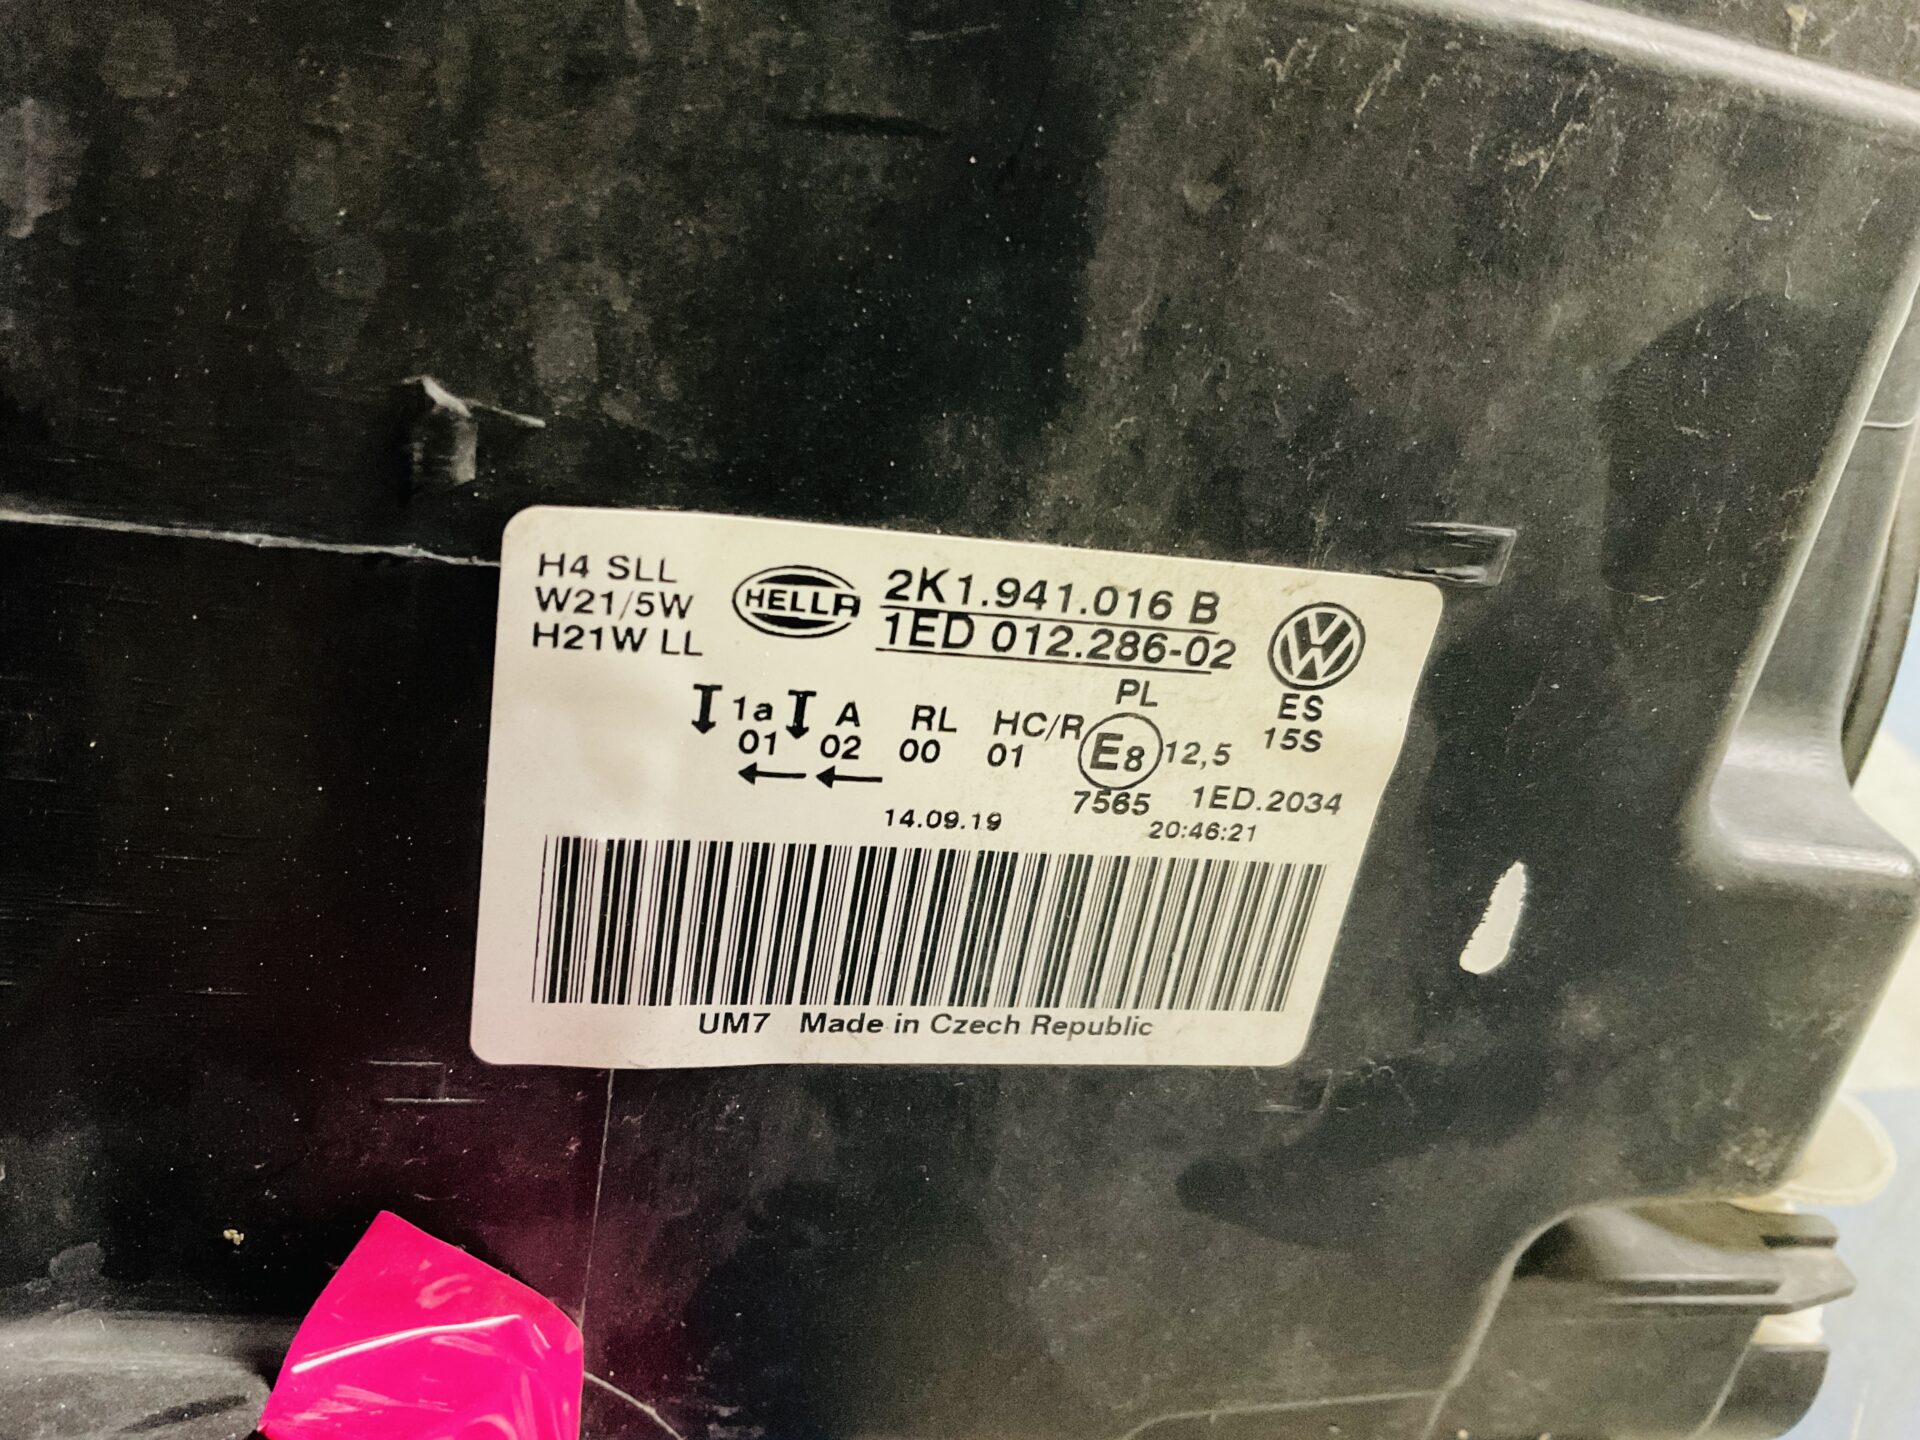 H4 SLL
W21/5W
H21W LL
HELLA
2K1.941.016 B
1ED 012.286-02
VW
1a A RL HC/R PL ES
01 02 00 01 E8 12,5 15S
7565 1ED.2034
14.09.19 20:46:21
UM7 Made in Czech Republic